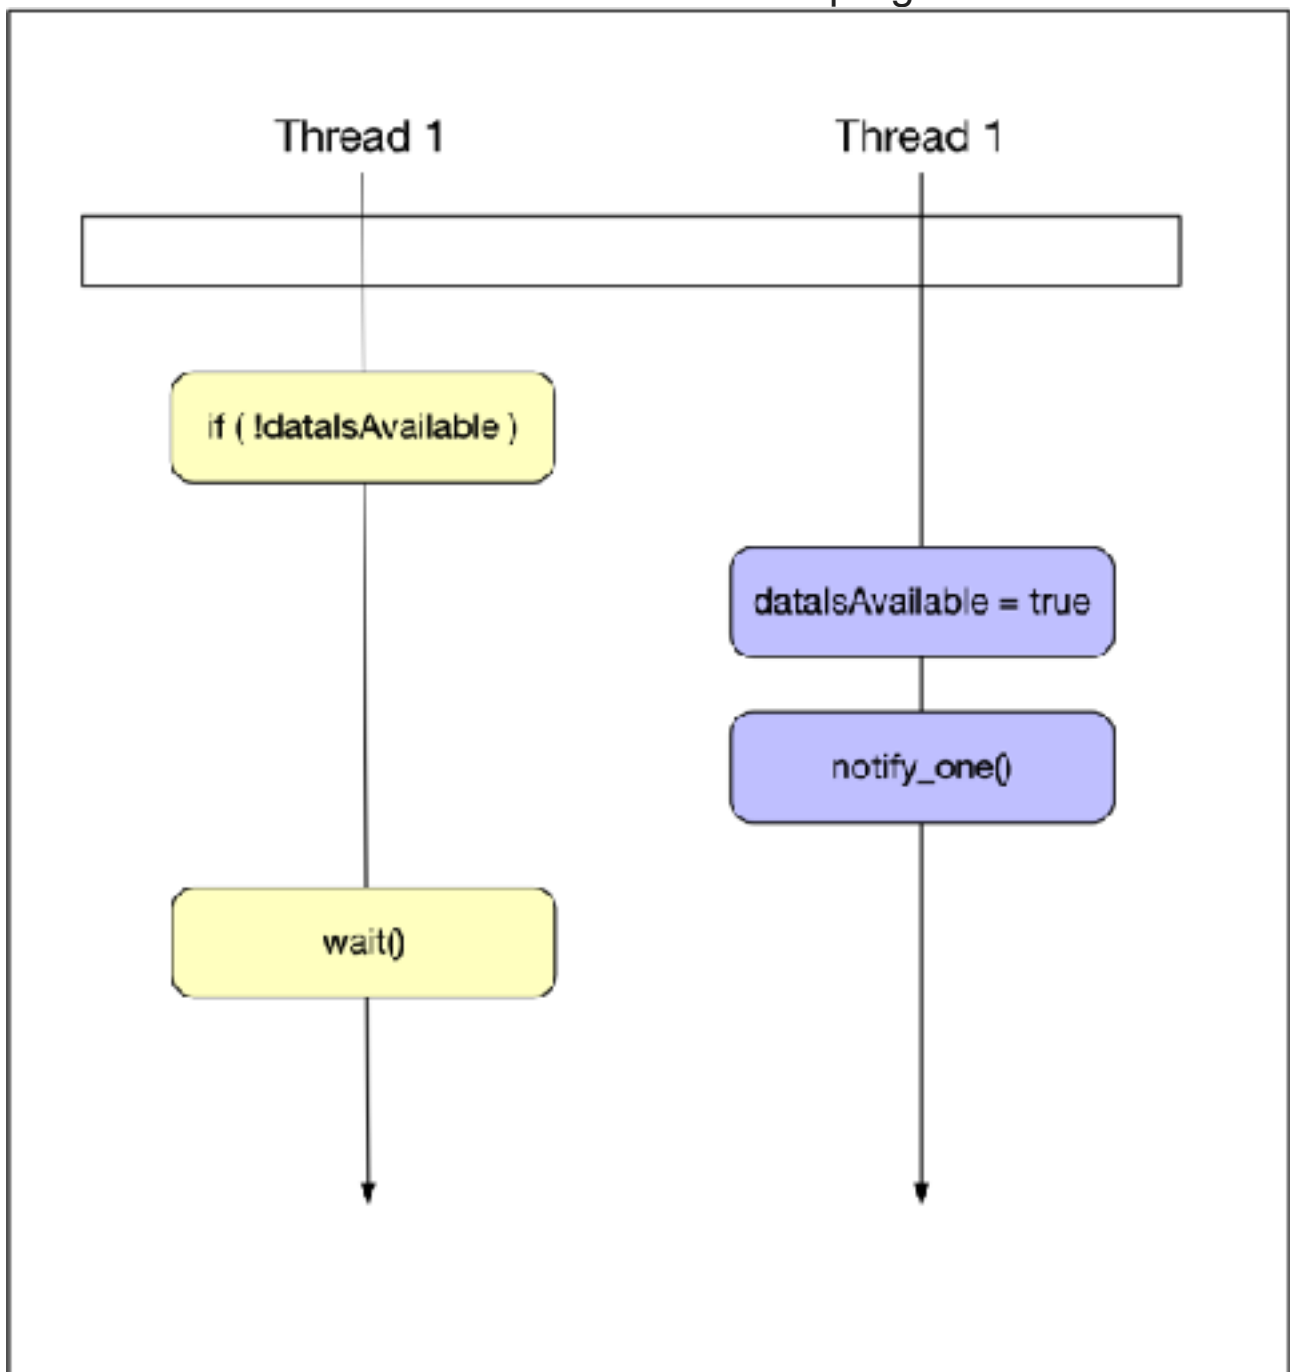 Thread 1
Thread 1
if ( !dataIsAvailable )
dataIsAvailable = true
notify_one()
wait()